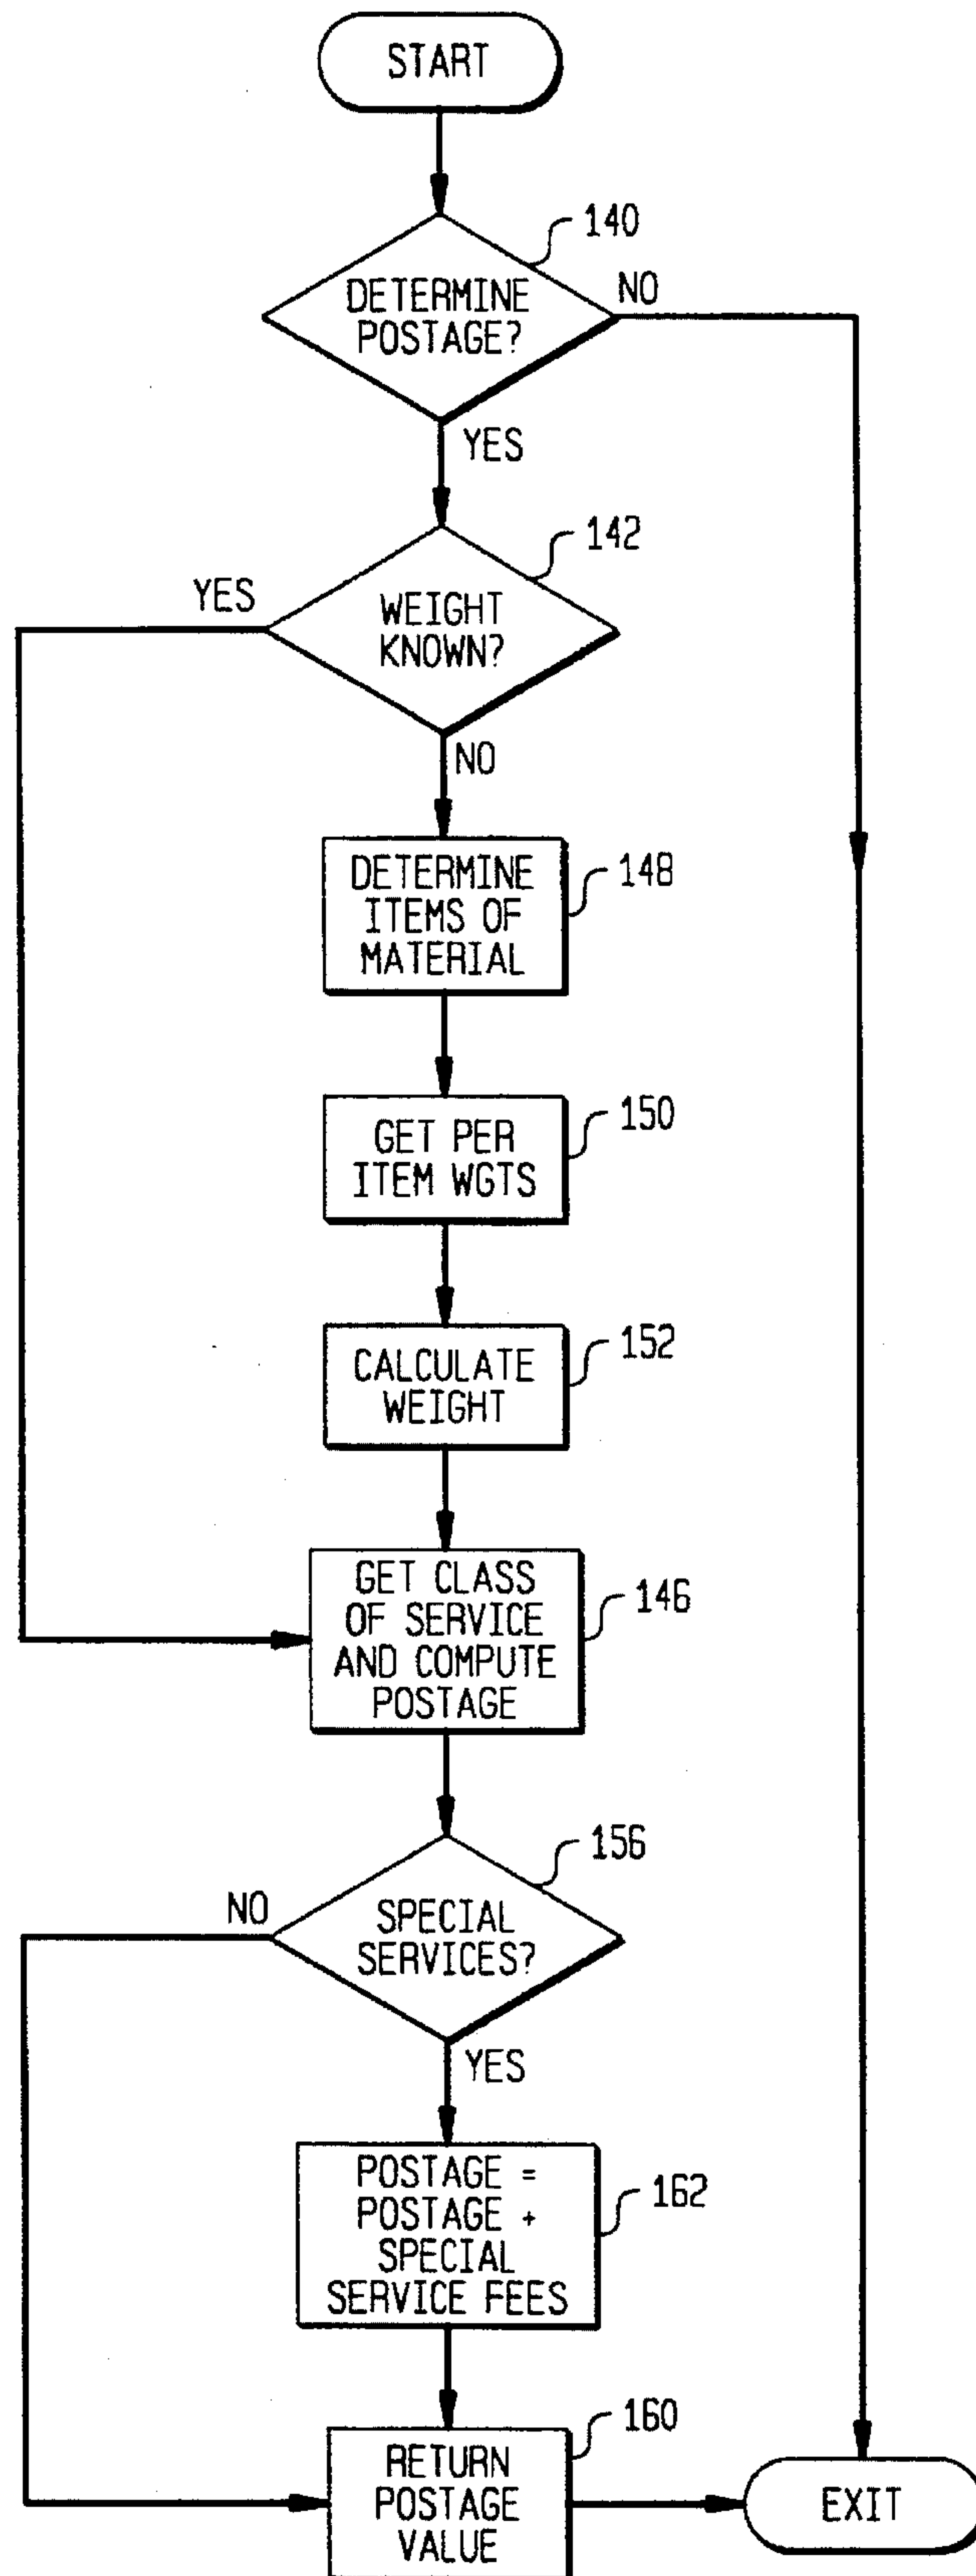 START
140
DETERMINE
POSTAGE?
NO
YES
142
YES
WEIGHT
KNOWN?
NO
DETERMINE
ITEMS OF
MATERIAL
148
GET PER
ITEM WGTS
150
CALCULATE
WEIGHT
152
GET CLASS
OF SERVICE
AND COMPUTE
POSTAGE
146
156
NO
SPECIAL
SERVICES?
YES
POSTAGE =
POSTAGE +
SPECIAL
SERVICE FEES
162
160
RETURN
POSTAGE
VALUE
EXIT